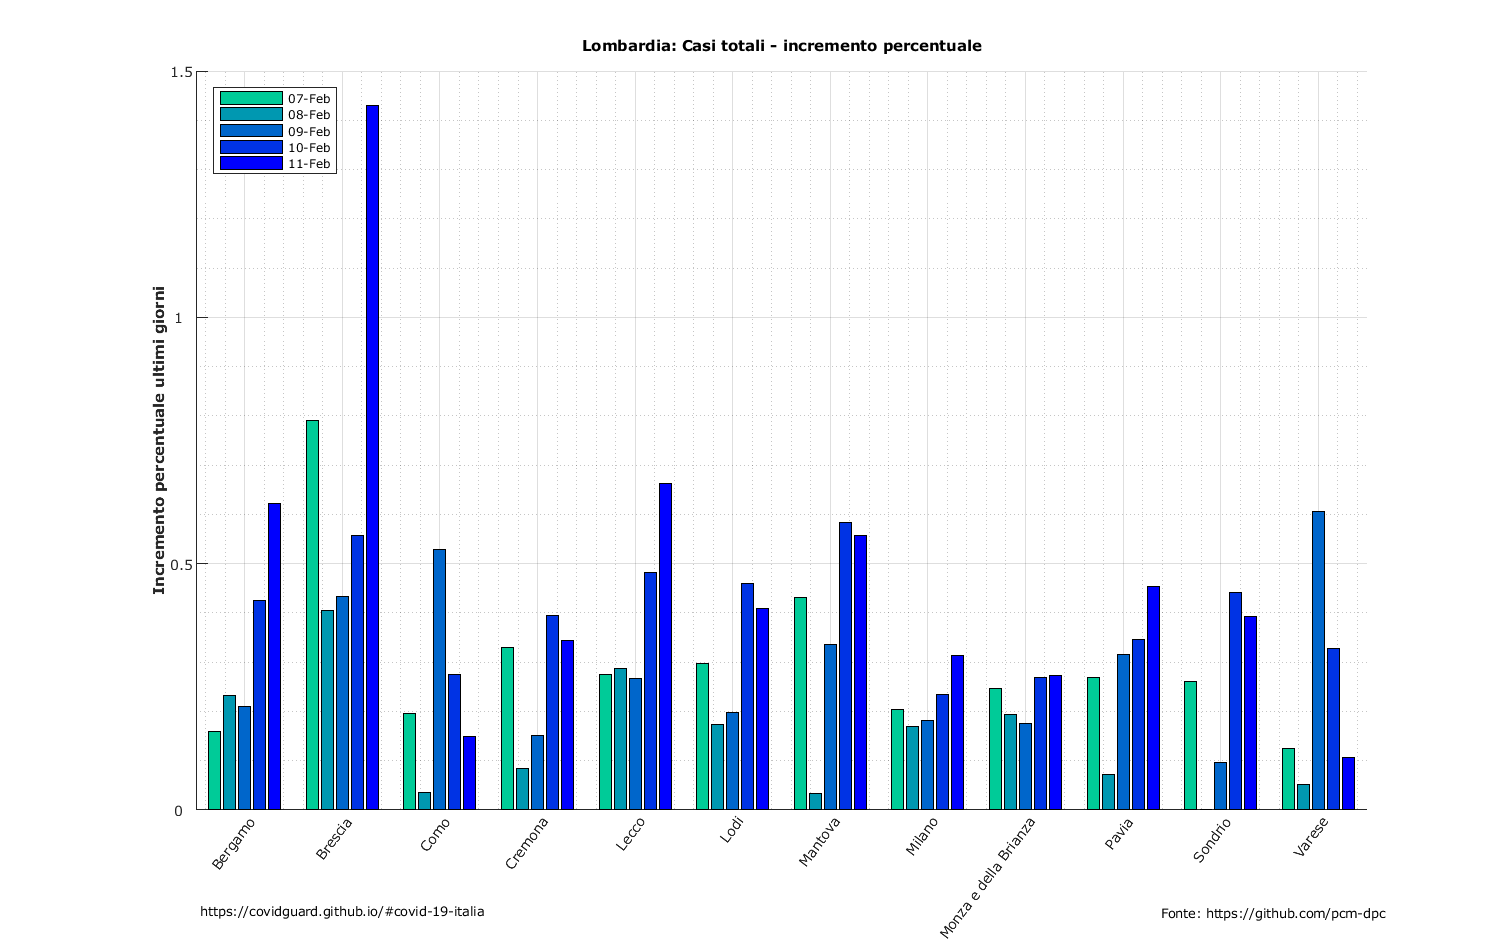 Lombardia: Casi totali - incremento percentuale
1.5
1
0.5
0
Incremento percentuale ultimi giorni
07-Feb
08-Feb
09-Feb
10-Feb
11-Feb
Bergamo
Brescia
Como
Cremona
Lecco
Lodi
Mantova
Milano
Monza e della Brianza
Pavia
Sondrio
Varese
https://covidguard.github.io/#covid-19-italia
Fonte: https://github.com/pcm-dpc